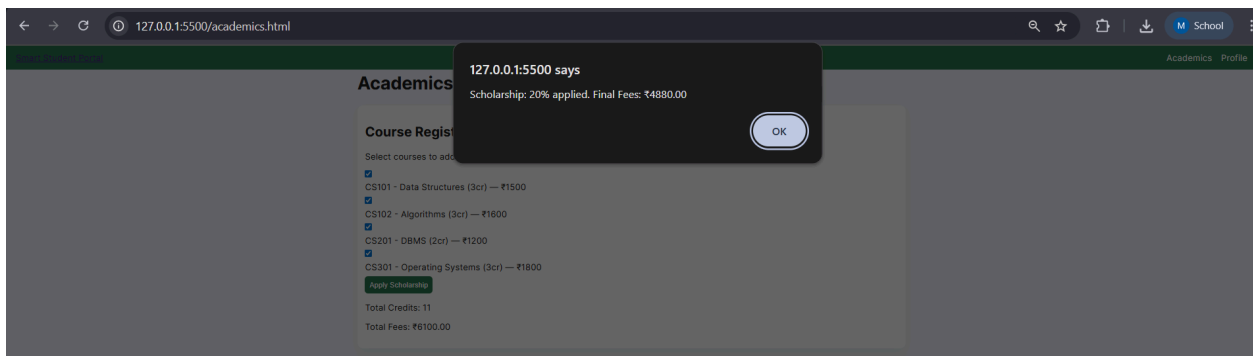 127.0.0.1:5500/academics.html
M School
Smart Student Portal
Academics Profile
127.0.0.1:5500 says
Scholarship: 20% applied. Final Fees: ₹4880.00
OK
Academics
Course Regist
Select courses to add
CS101 - Data Structures (3cr) — ₹1500
CS102 - Algorithms (3cr) — ₹1600
CS201 - DBMS (2cr) — ₹1200
CS301 - Operating Systems (3cr) — ₹1800
Apply Scholarship
Total Credits: 11
Total Fees: ₹6100.00